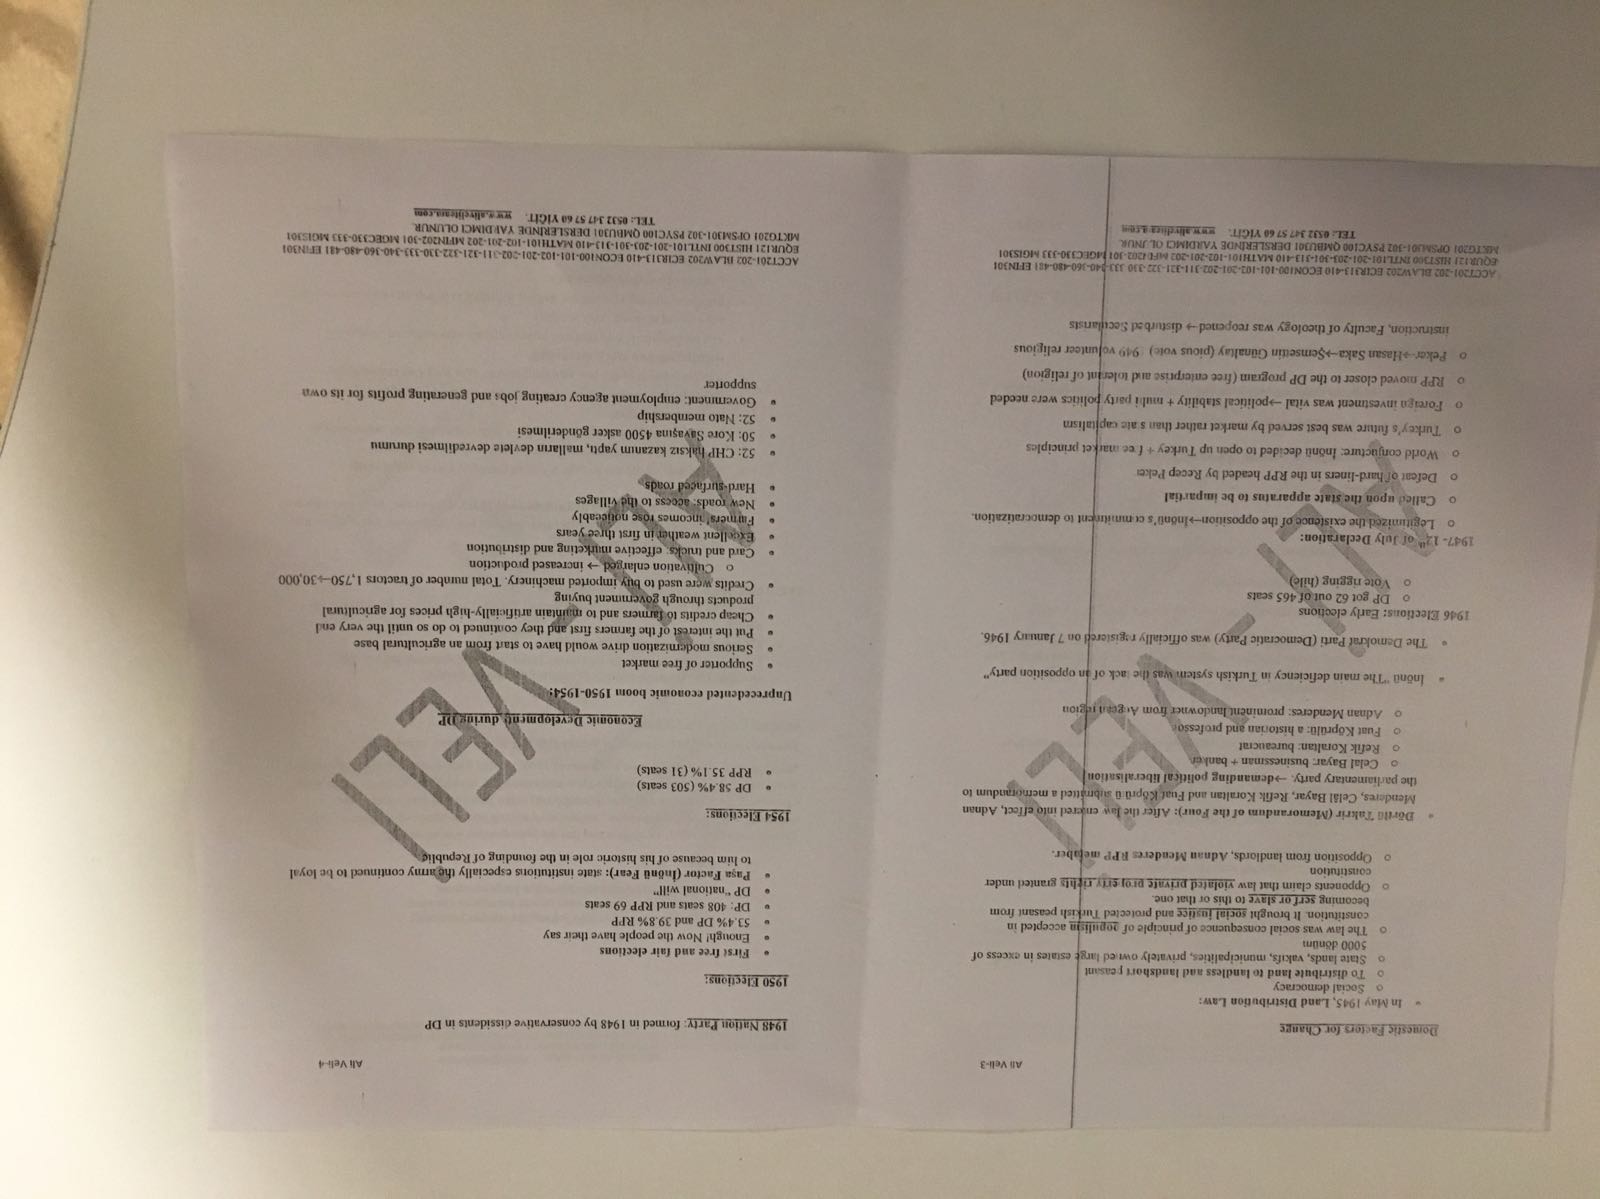 Ali Veli-3
Domestic Factors for Change
• In May 1945, Land Distribution Law:
o Social democracy
o To distribute land to landless and landshort peasant
o State lands, vakıfs, municipalities, privately owned large estates in excess of
5000 dönüm
o The law was social consequence of principle of populism accepted in
constitution. It brought social justice and protected Turkish peasant from
becoming serf or slave to this or that one.
o Opponents claim that law violated private property rights granted under
constitution
o Opposition from landlords, Adnan Menderes RPP member.
• Dörtlü Takrir (Memorandum of the Four): After the law entered into effect, Adnan
Menderes, Celâl Bayar, Refik Koraltan and Fuat Köprülü submitted a memorandum to
the parliamentary party. →demanding political liberalisation
o Celal Bayar: businessman + banker
o Refik Koraltan: bureaucrat
o Fuat Köprülü: a historian and professor
o Adnan Menderes: prominent landowner from Aegean region
• İnönü "The main deficiency in Turkish system was the lack of an opposition party"
• The Demokrat Parti (Democratic Party) was officially registered on 7 January 1946.
1946 Elections: Early elections
o DP got 62 out of 465 seats
o Vote rigging (hile)
1947- 12th of July Declaration:
o Legitimized the existence of the opposition→İnönü's commitment to democratization.
o Called upon the state apparatus to be impartial
o Defeat of hard-liners in the RPP headed by Recep Peker
o World conjucture: İnönü decided to open up Turkey + free market principles
o Turkey's future was best served by market rather than state capitalism
o Foreign investment was vital →political stability + multi party politics were needed
o RPP moved closer to the DP program (free enterprise and tolerant of religion)
o Peker→Hasan Saka→Şemsettin Günaltay (pious vote) 1949 volunteer religious
instruction, Faculty of theology was reopened→ disturbed Secularists
ACCT201-202 BLAW202 ECIR313-410 ECON100-101-102-201-202-311-321-322-330-333-340-360-480-481 EFIN301
EQUR121 HIST300 INTL101-201-203-301-313-410 MATH101-102-201-202 MFIN202-301 MGEC330-333 MGIS301
MKTG201 OPSM301-302 PSYC100 QMBU301 DERSLERİNDE YARDIMCI OLUNUR.
TEL: 0532 347 57 60 YİĞİT. www.aliveliteam.com
ALİ - VELİ
Ali Veli-4
1948 Nation Party: formed in 1948 by conservative dissidents in DP
1950 Elections:
• First free and fair elections
• Enough! Now the people have their say
• 53.4% DP and 39.8% RPP
• DP: 408 seats and RPP 69 seats
• DP "national will"
• Paşa Factor (İnönü Fear): state institutions especially the army continued to be loyal
to him because of his historic role in the founding of Republic
1954 Elections:
• DP 58.4% (503 seats)
• RPP 35.1% (31 seats)
Economic Development during DP
Unprecedented economic boom 1950-1954:
• Supporter of free market
• Serious modernization drive would have to start from an agricultural base
• Put the interest of the farmers first and they continued to do so until the very end
• Cheap credits to farmers and to maintain artificially-high prices for agricultural
products through government buying
• Credits were used to buy imported machinery. Total number of tractors 1,750→30,000
o Cultivation enlarged → increased production
• Card and trucks: effective marketing and distribution
• Excellent weather in first three years
• Farmers' incomes rose noticeably
• New roads: access to the villages
• Hard-surfaced roads
• 52: CHP haksız kazanım yaptı, malların devlete devredilmesi durumu
• 50: Kore Savaşına 4500 asker gönderilmesi
• 52: Nato membership
• Government: employment agency creating jobs and generating profits for its own
supporter
ACCT201-202 BLAW202 ECIR313-410 ECON100-101-102-201-202-311-321-322-330-333-340-360-480-481 EFIN301
EQUR121 HIST300 INTL101-201-203-301-313-410 MATH101-102-201-202 MFIN202-301 MGEC330-333 MGIS301
MKTG201 OPSM301-302 PSYC100 QMBU301 DERSLERİNDE YARDIMCI OLUNUR.
TEL: 0532 347 57 60 YİĞİT. www.aliveliteam.com
ALİ - VELİ